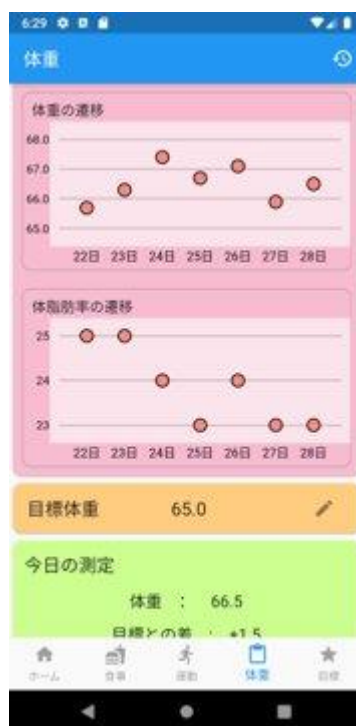 6:29
体重
体重の遷移
68.0
67.0
66.0
65.0
22日 23日 24日 25日 26日 27日 28日
体脂肪率の遷移
25
24
23
22日 23日 24日 25日 26日 27日 28日
目標体重 65.0
今日の測定
体重 : 66.5
目標との差 : +1.5
ホーム 食事 運動 体重 目標